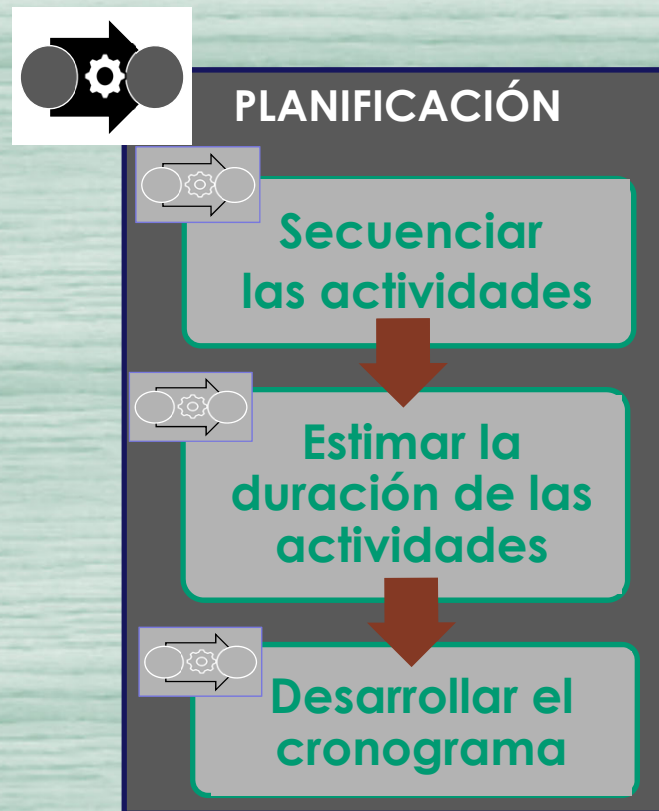 PLANIFICACIÓN
Secuenciar
las actividades
Estimar la
duración de las
actividades
Desarrollar el
cronograma